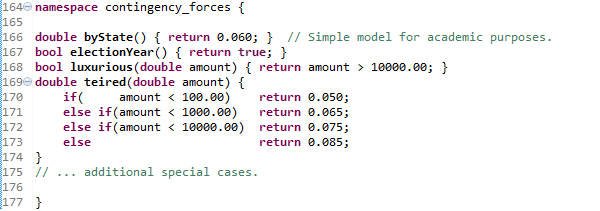 164 namespace contingency_forces {
165
166 double byState() { return 0.060; }  // Simple model for academic purposes.
167 bool electionYear() { return true; }
168 bool luxurious(double amount) { return amount > 10000.00; }
169 double teired(double amount) {
170     if(     amount < 100.00)    return 0.050;
171     else if(amount < 1000.00)   return 0.065;
172     else if(amount < 10000.00)  return 0.075;
173     else                        return 0.085;
174 }
175 // ... additional special cases.
176
177 }